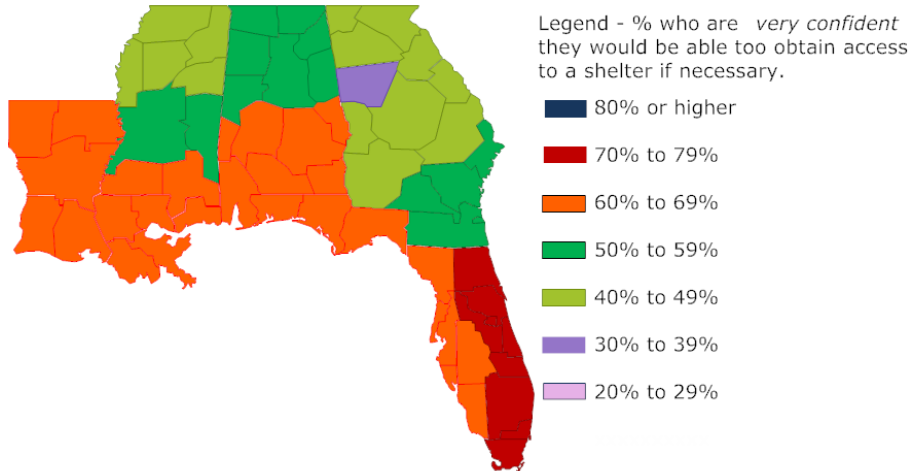 Legend - % who are very confident
they would be able too obtain access
to a shelter if necessary.
80% or higher
70% to 79%
60% to 69%
50% to 59%
40% to 49%
30% to 39%
20% to 29%